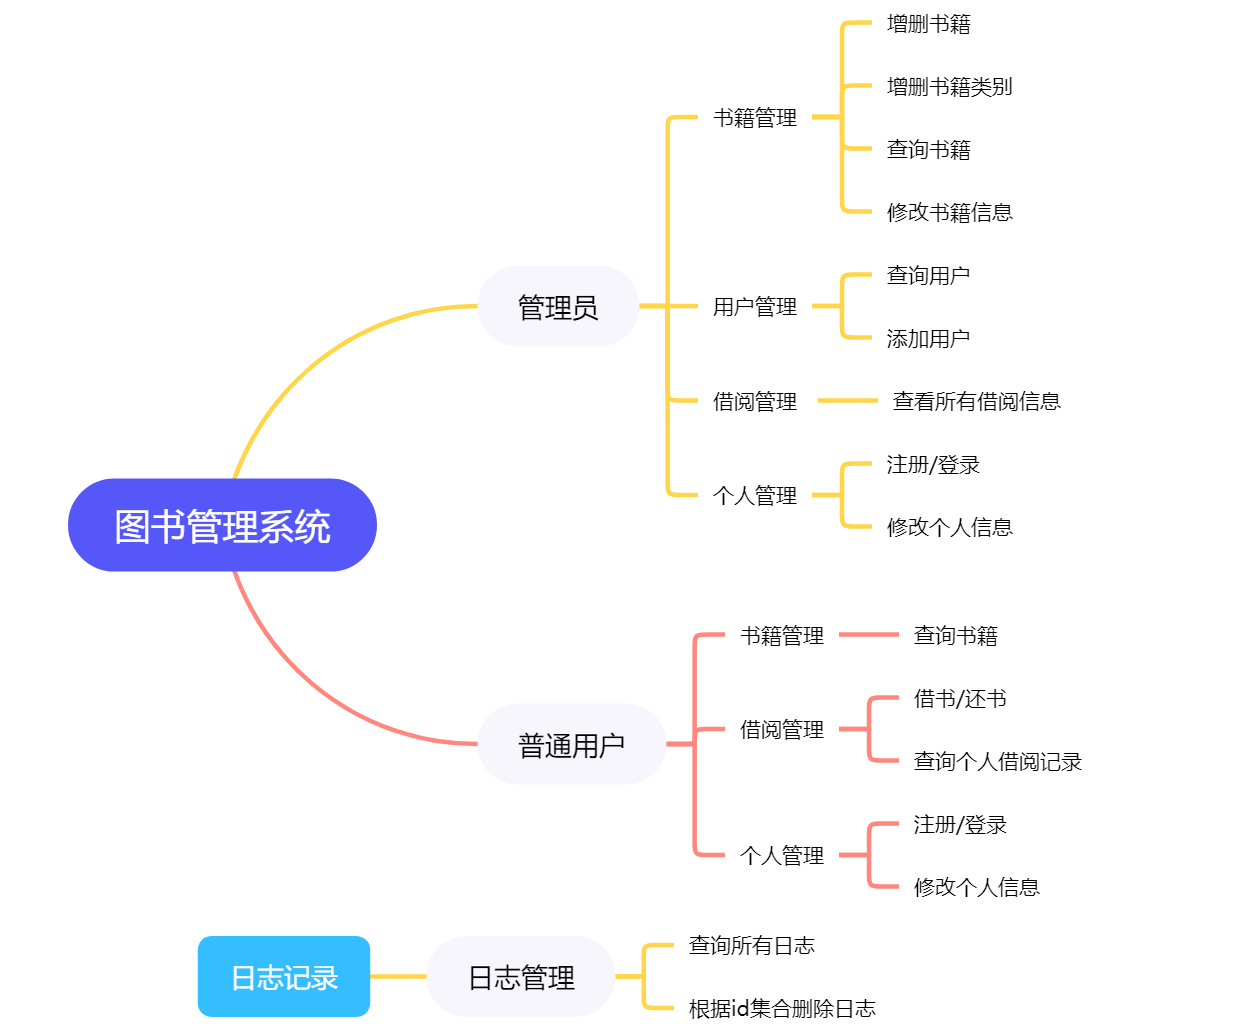 图书管理系统
管理员
书籍管理
增删书籍
增删书籍类别
查询书籍
修改书籍信息
用户管理
查询用户
添加用户
借阅管理
查看所有借阅信息
个人管理
注册/登录
修改个人信息
普通用户
书籍管理
查询书籍
借阅管理
借书/还书
查询个人借阅记录
个人管理
注册/登录
修改个人信息
日志记录
日志管理
查询所有日志
根据id集合删除日志